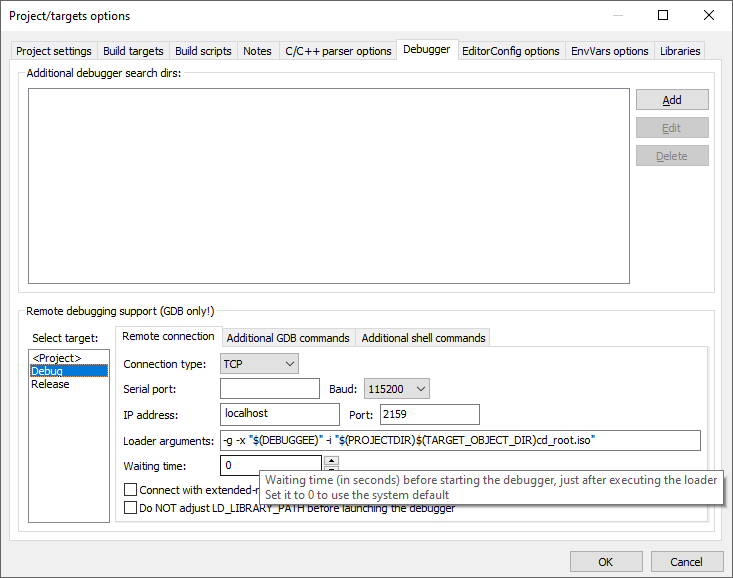 Project/targets options
Project settings
Build targets
Build scripts
Notes
C/C++ parser options
Debugger
EditorConfig options
EnvVars options
Libraries
Additional debugger search dirs:
Add
Edit
Delete
Remote debugging support (GDB only!)
Select target:
<Project>
Debug
Release
Remote connection
Additional GDB commands
Additional shell commands
Connection type: TCP
Serial port:
Baud: 115200
IP address: localhost
Port: 2159
Loader arguments: -g -x "$(DEBUGGEE)" -i "$(PROJECTDIR)$(TARGET_OBJECT_DIR)cd_root.iso"
Waiting time: 0
Waiting time (in seconds) before starting the debugger, just after executing the loader
Set it to 0 to use the system default
Connect with extended-r
Do NOT adjust LD_LIBRARY_PATH before launching the debugger
OK
Cancel